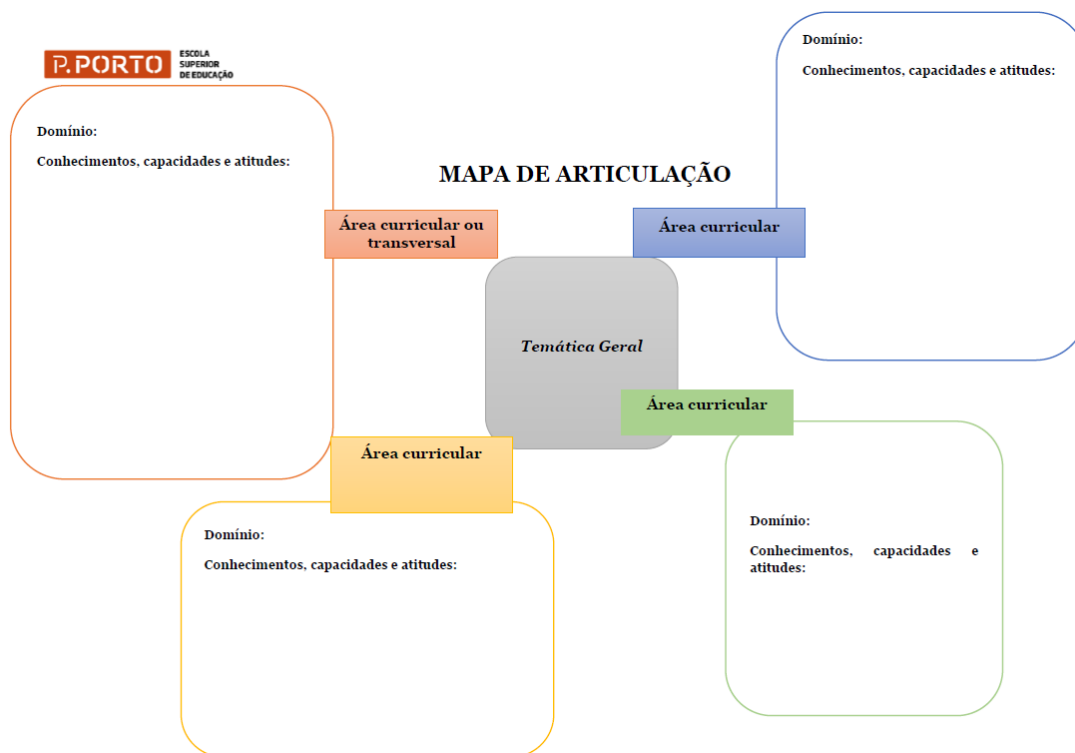 P.PORTO
ESCOLA
SUPERIOR
DE EDUCAÇÃO
Domínio:
Conhecimentos, capacidades e atitudes:
Domínio:
Conhecimentos, capacidades e atitudes:
MAPA DE ARTICULAÇÃO
Área curricular ou
transversal
Área curricular
Temática Geral
Área curricular
Área curricular
Domínio:
Conhecimentos, capacidades e atitudes:
Domínio:
Conhecimentos, capacidades e
atitudes: